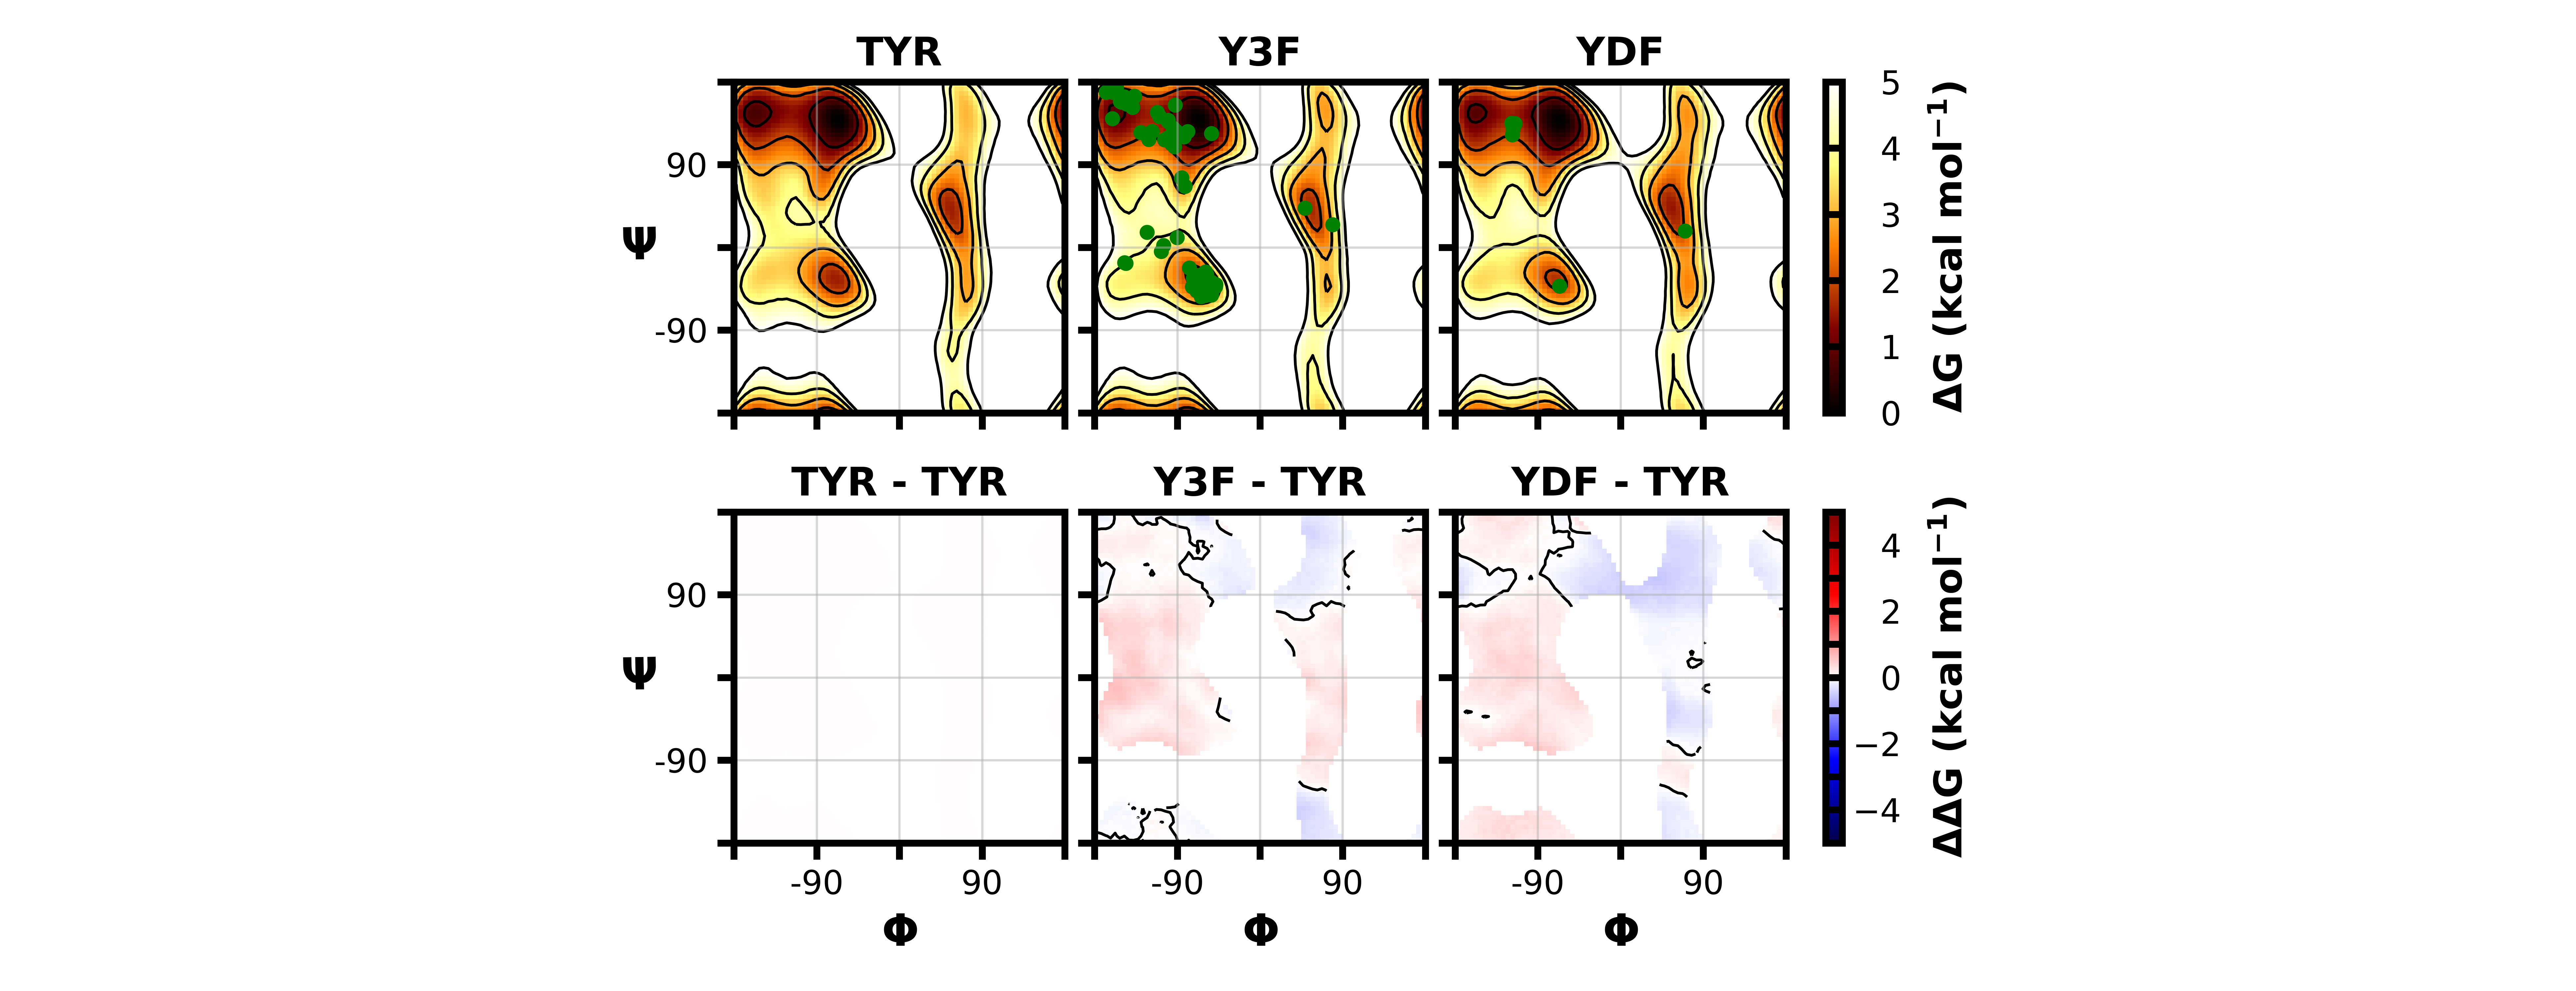 TYR Y3F YDF
Ψ
90
-90
5
4
3
2
1
0
ΔG (kcal mol⁻¹)
TYR - TYR Y3F - TYR YDF - TYR
Ψ
90
-90
4
2
0
−2
−4
ΔΔG (kcal mol⁻¹)
-90 90 -90 90 -90 90
Φ Φ Φ